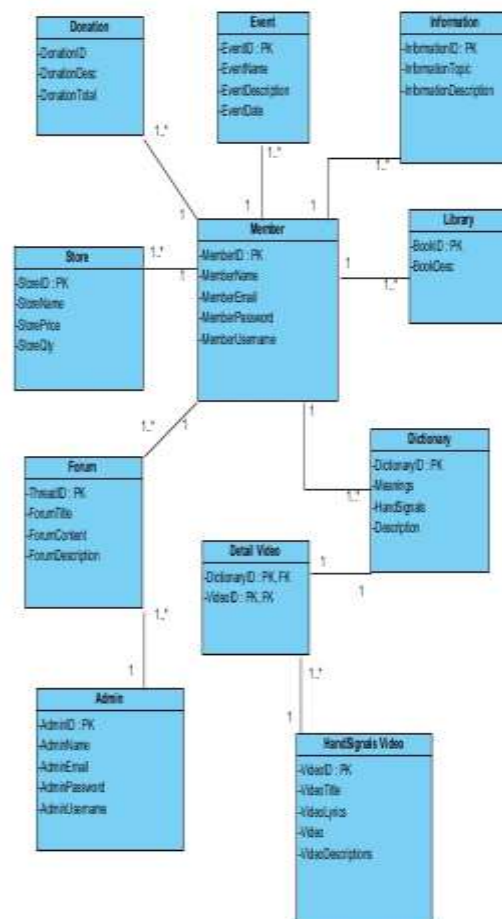 Donation
-DonationID
-DonationDesc
-DonationTotal
1..*
1
Event
-EventID : PK
-EventName
-EventDescription
-EventDate
1..*
1
Information
-InformationID : PK
-InformationTopic
-InformationDescription
1..*
1
Member
-MemberID : PK
-MemberName
-MemberEmail
-MemberPassword
-MemberUsername
Library
-BookID : PK
-BookDesc
1
1..*
Store
-StoreID : PK
-StoreName
-StorePrice
-StoreQty
1..*
1
Forum
-ThreadID : PK
-ForumTitle
-ForumContent
-ForumDescription
1..*
1
Dictionary
-DictionaryID : PK
-Meanings
-HandSignals
-Description
1
1..*
Detail Video
-DictionaryID : PK, FK
-VideoID : PK, FK
1
1
Admin
-AdminID : PK
-AdminName
-AdminEmail
-AdminPassword
-AdminUsername
1..*
1
HandSignals Video
-VideoID : PK
-VideoTitle
-VideoLyrics
-Video
-VideoDescriptions
1..*
1